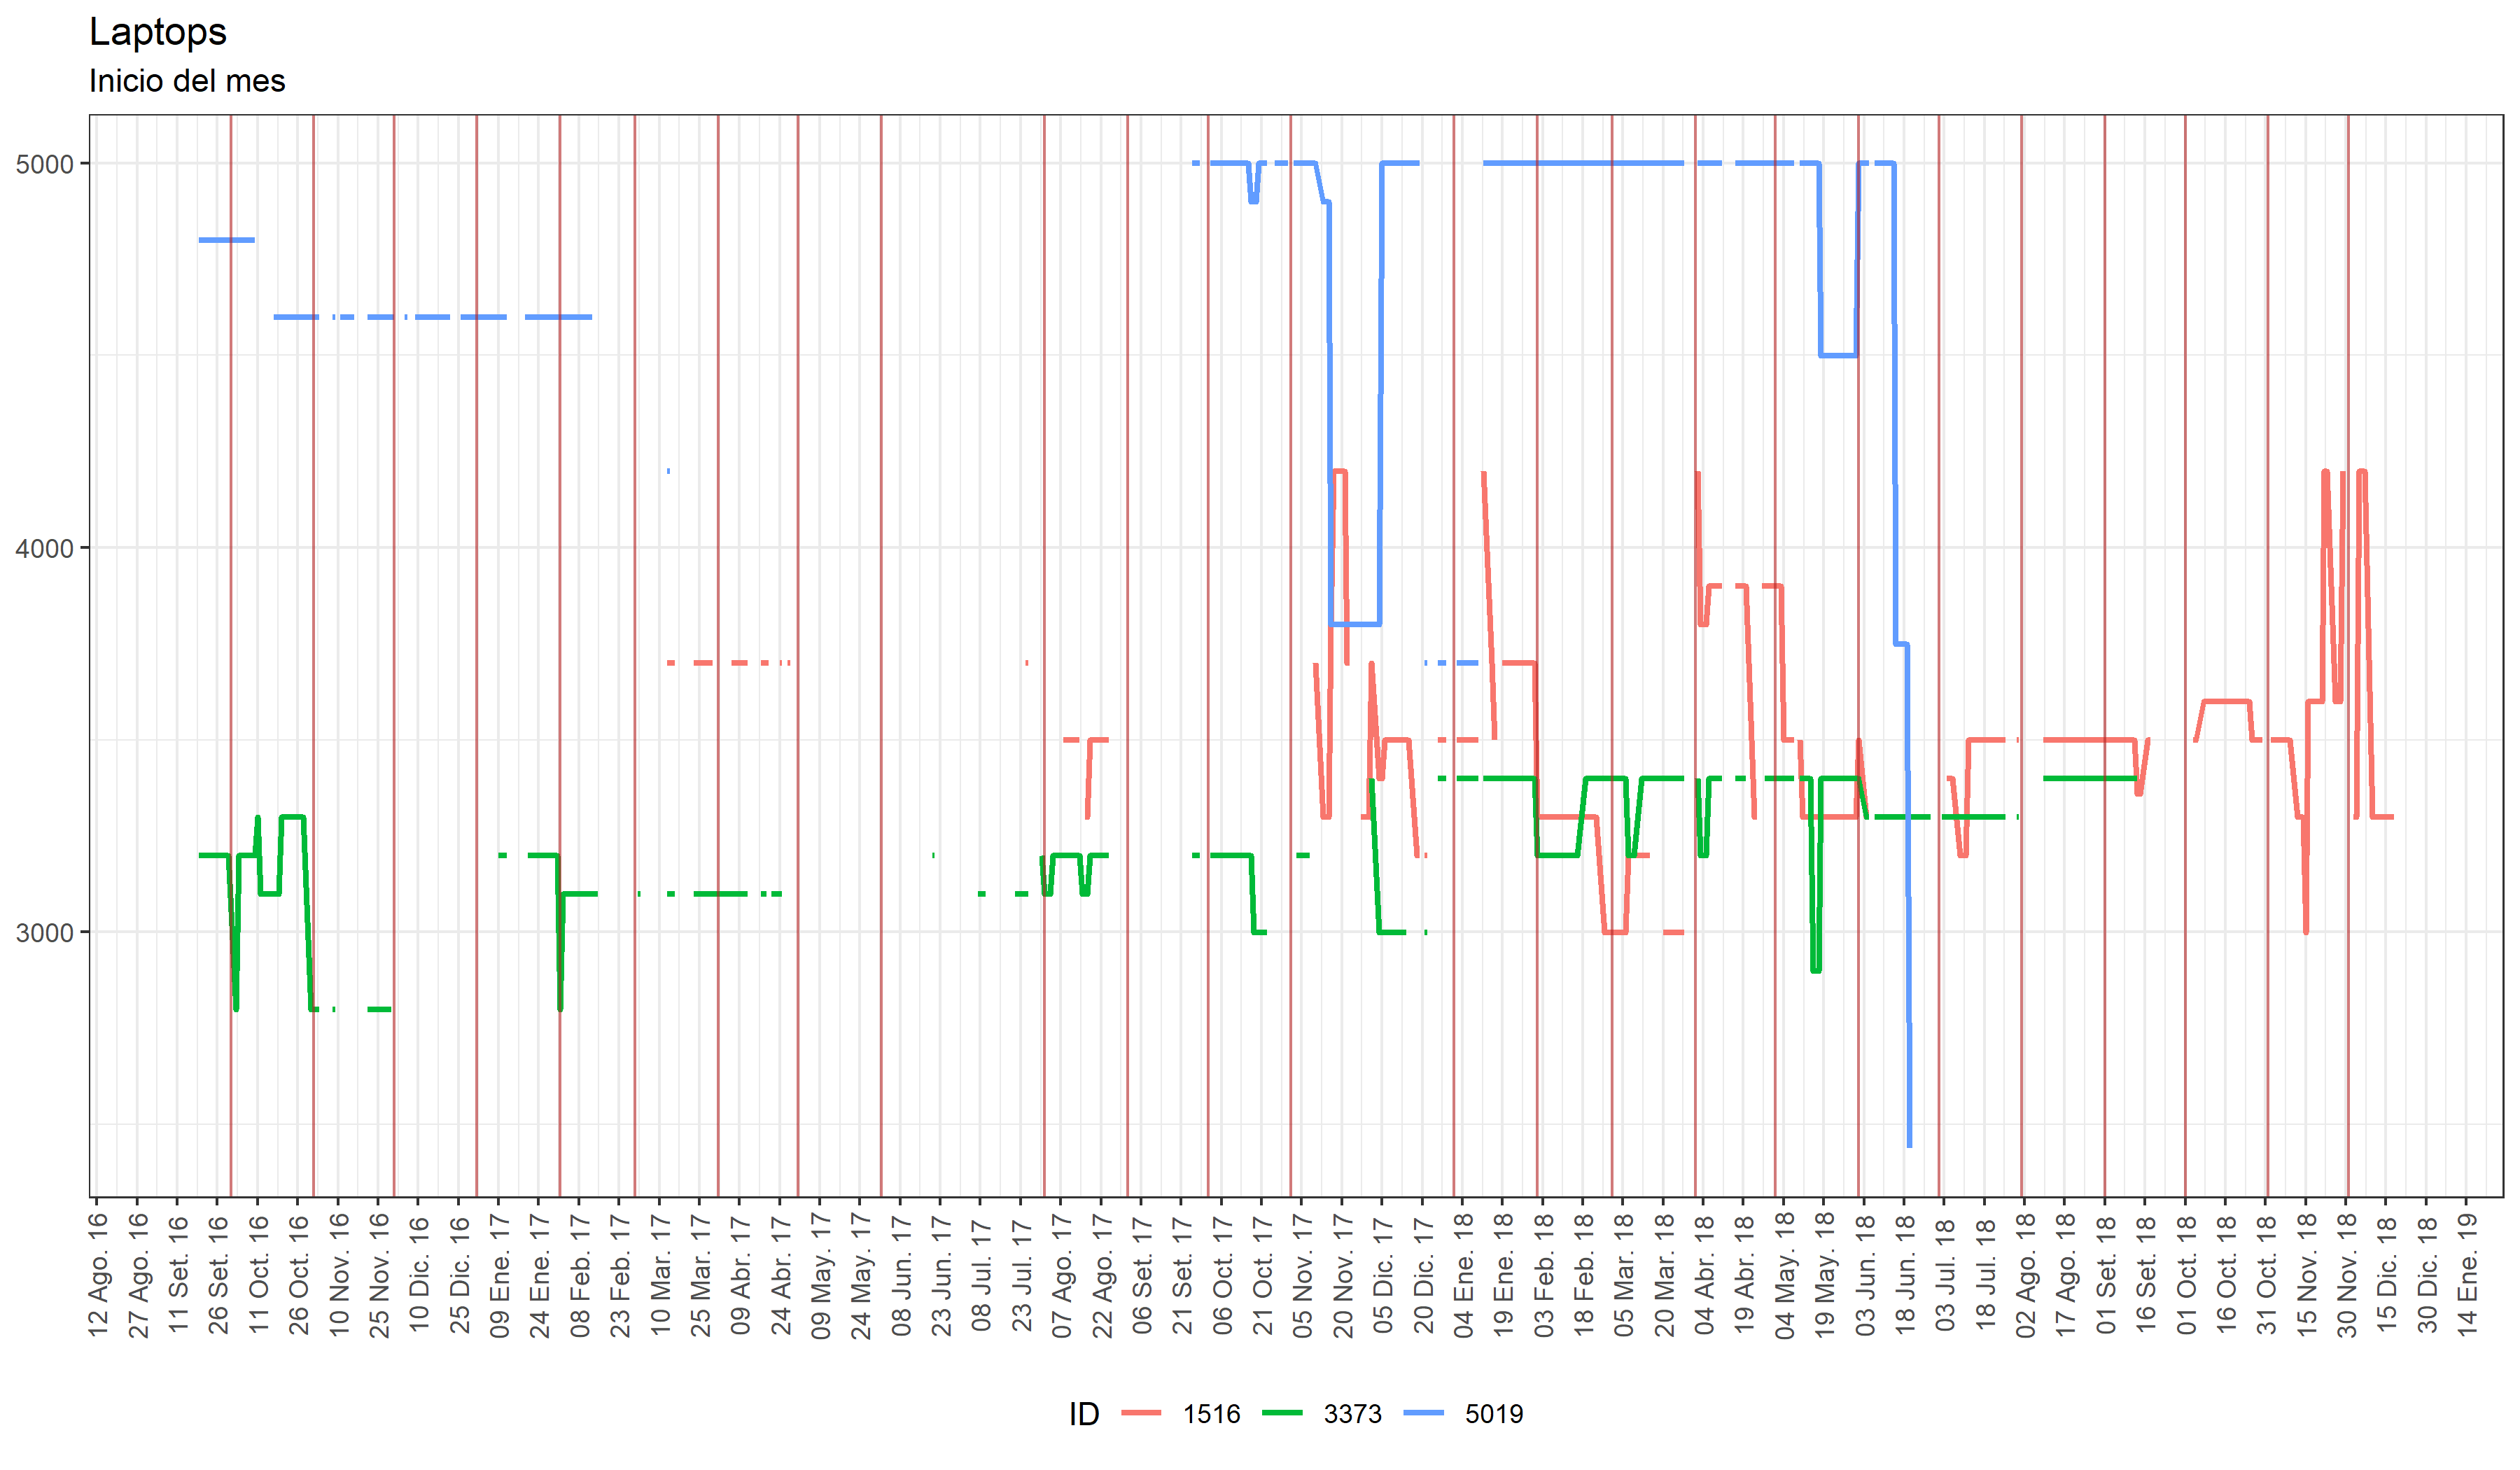 Laptops
Inicio del mes
5000
4000
3000
12 Ago. 16
27 Ago. 16
11 Set. 16
26 Set. 16
11 Oct. 16
26 Oct. 16
10 Nov. 16
25 Nov. 16
10 Dic. 16
25 Dic. 16
09 Ene. 17
24 Ene. 17
08 Feb. 17
23 Feb. 17
10 Mar. 17
25 Mar. 17
09 Abr. 17
24 Abr. 17
09 May. 17
24 May. 17
08 Jun. 17
23 Jun. 17
08 Jul. 17
23 Jul. 17
07 Ago. 17
22 Ago. 17
06 Set. 17
21 Set. 17
06 Oct. 17
21 Oct. 17
05 Nov. 17
20 Nov. 17
05 Dic. 17
20 Dic. 17
04 Ene. 18
19 Ene. 18
03 Feb. 18
18 Feb. 18
05 Mar. 18
20 Mar. 18
04 Abr. 18
19 Abr. 18
04 May. 18
19 May. 18
03 Jun. 18
18 Jun. 18
03 Jul. 18
18 Jul. 18
02 Ago. 18
17 Ago. 18
01 Set. 18
16 Set. 18
01 Oct. 18
16 Oct. 18
31 Oct. 18
15 Nov. 18
30 Nov. 18
15 Dic. 18
30 Dic. 18
14 Ene. 19
ID 1516 3373 5019